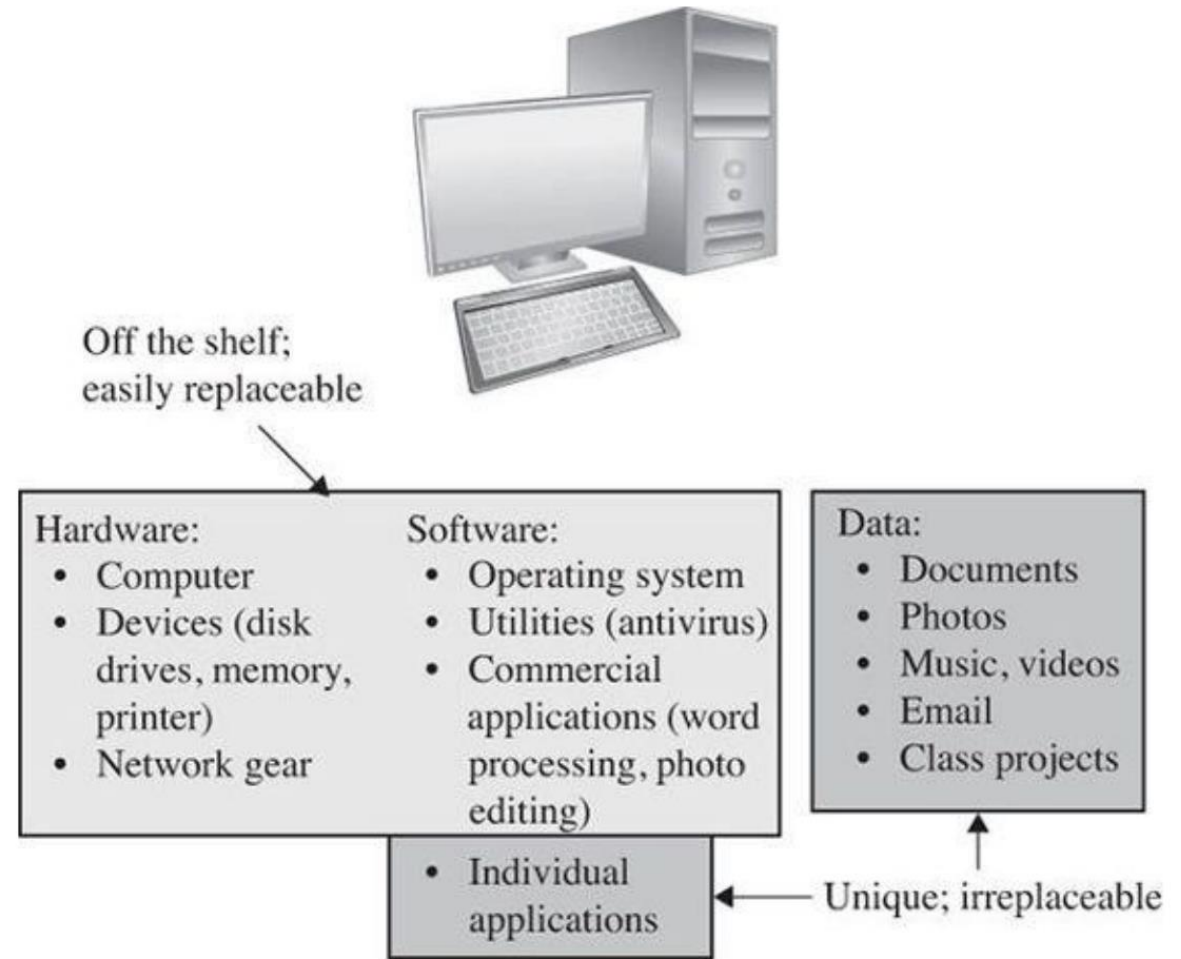 Off the shelf;
easily replaceable
Hardware:
• Computer
• Devices (disk
drives, memory,
printer)
• Network gear
Software:
• Operating system
• Utilities (antivirus)
• Commercial
applications (word
processing, photo
editing)
• Individual
applications
Data:
• Documents
• Photos
• Music, videos
• Email
• Class projects
Unique; irreplaceable